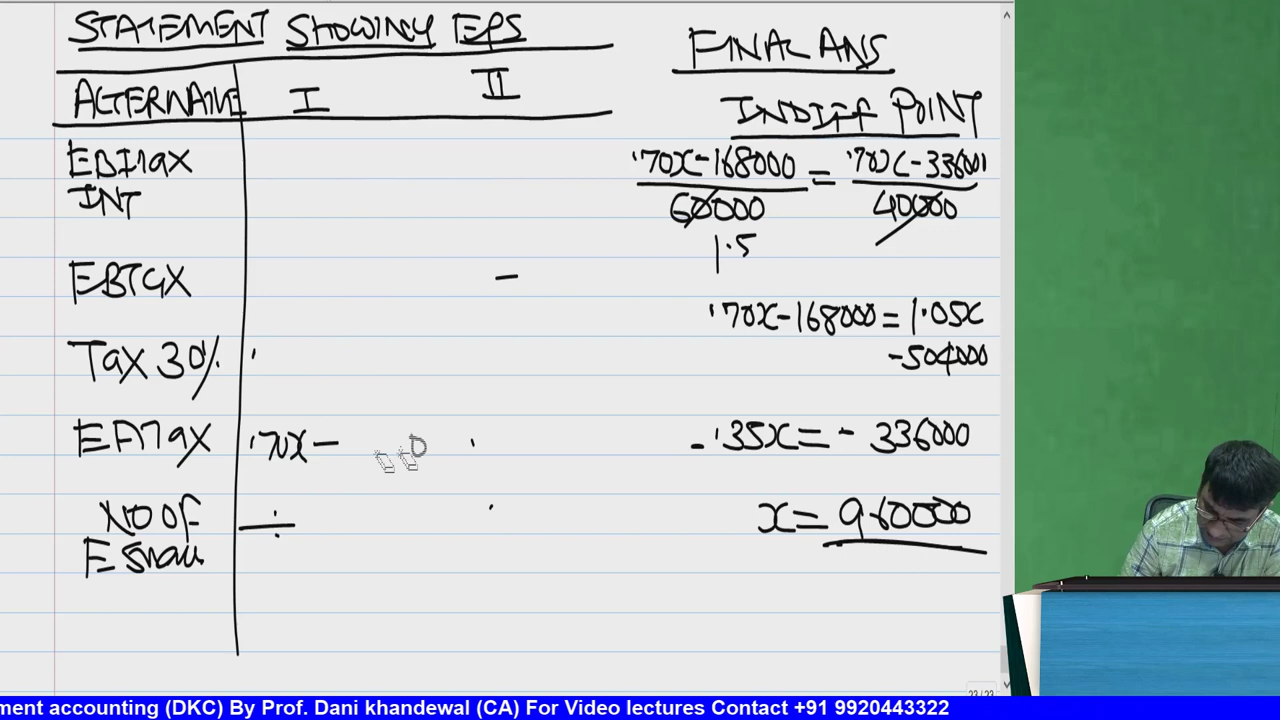 STATEMENT SHOWING EPS
ALTERNATIVE I II
EBITax
INT
EBTax
Tax 30%
EATax .70x -
NO of ÷
E Share
FINAL ANS
INDIFF POINT
.70x - 168000 = .70x - 336000
60000 40000
1.5
.70x - 168000 = 1.05x
- 504000
- .35x = - 336000
x = 960000
23/23
ment accounting (DKC) By Prof. Dani khandewal (CA) For Video lectures Contact +91 9920443322